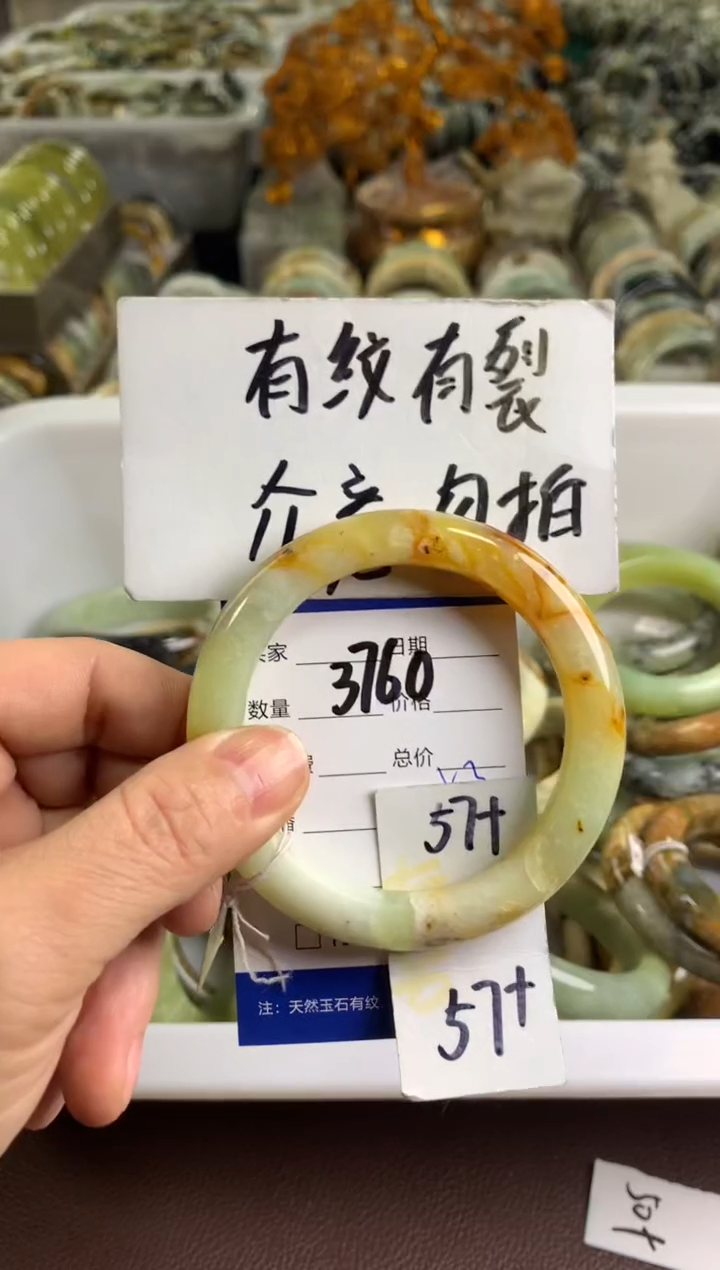 有纹有裂
介意勿拍
家 日期
3760
数量 价格
总价
57+
57+
注：天然玉石有纹
50+